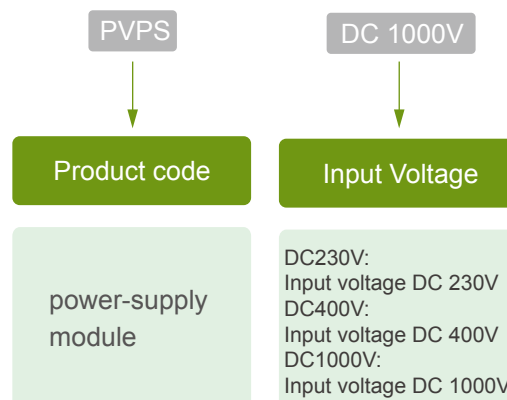 PVPS
DC 1000V
Product code
Input Voltage
power-supply
module
DC230V:
Input voltage DC 230V
DC400V:
Input voltage DC 400V
DC1000V:
Input voltage DC 1000V